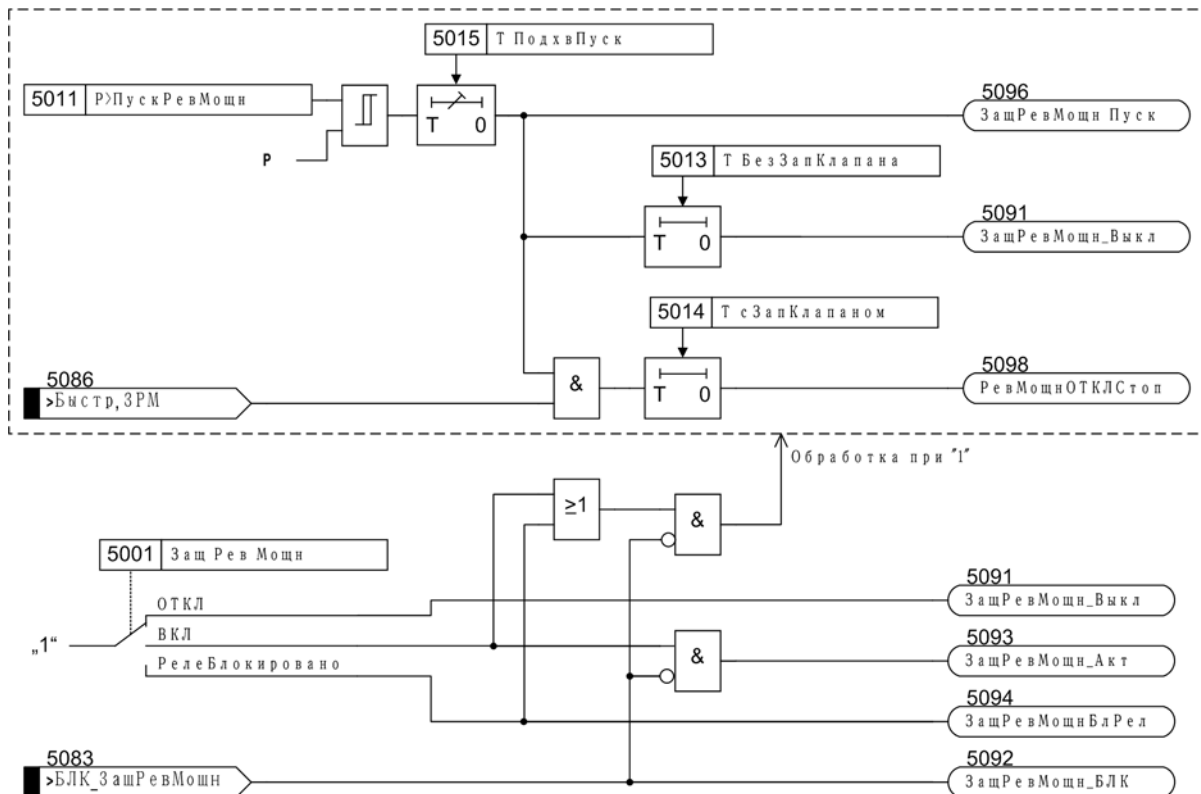 5015 Т ПодхвПуск
5011 Р>ПускРевМощн
Т 0
Р
5096
ЗащРевМощн Пуск
5013 Т БезЗапКлапана
Т 0
5091
ЗащРевМощн_Выкл
5014 Т сЗапКлапаном
5086
>Быстр,ЗРМ
&
Т 0
5098
РевМощнОТКЛСтоп
Обработка при "1"
≥1
&
5001 Защ Рев Мощн
„1“
ОТКЛ
ВКЛ
РелеБлокировано
&
5091
ЗащРевМощн_Выкл
5093
ЗащРевМощн_Акт
5094
ЗащРевМощнБлРел
5083
>БЛК_ЗащРевМощн
5092
ЗащРевМощн_БЛК